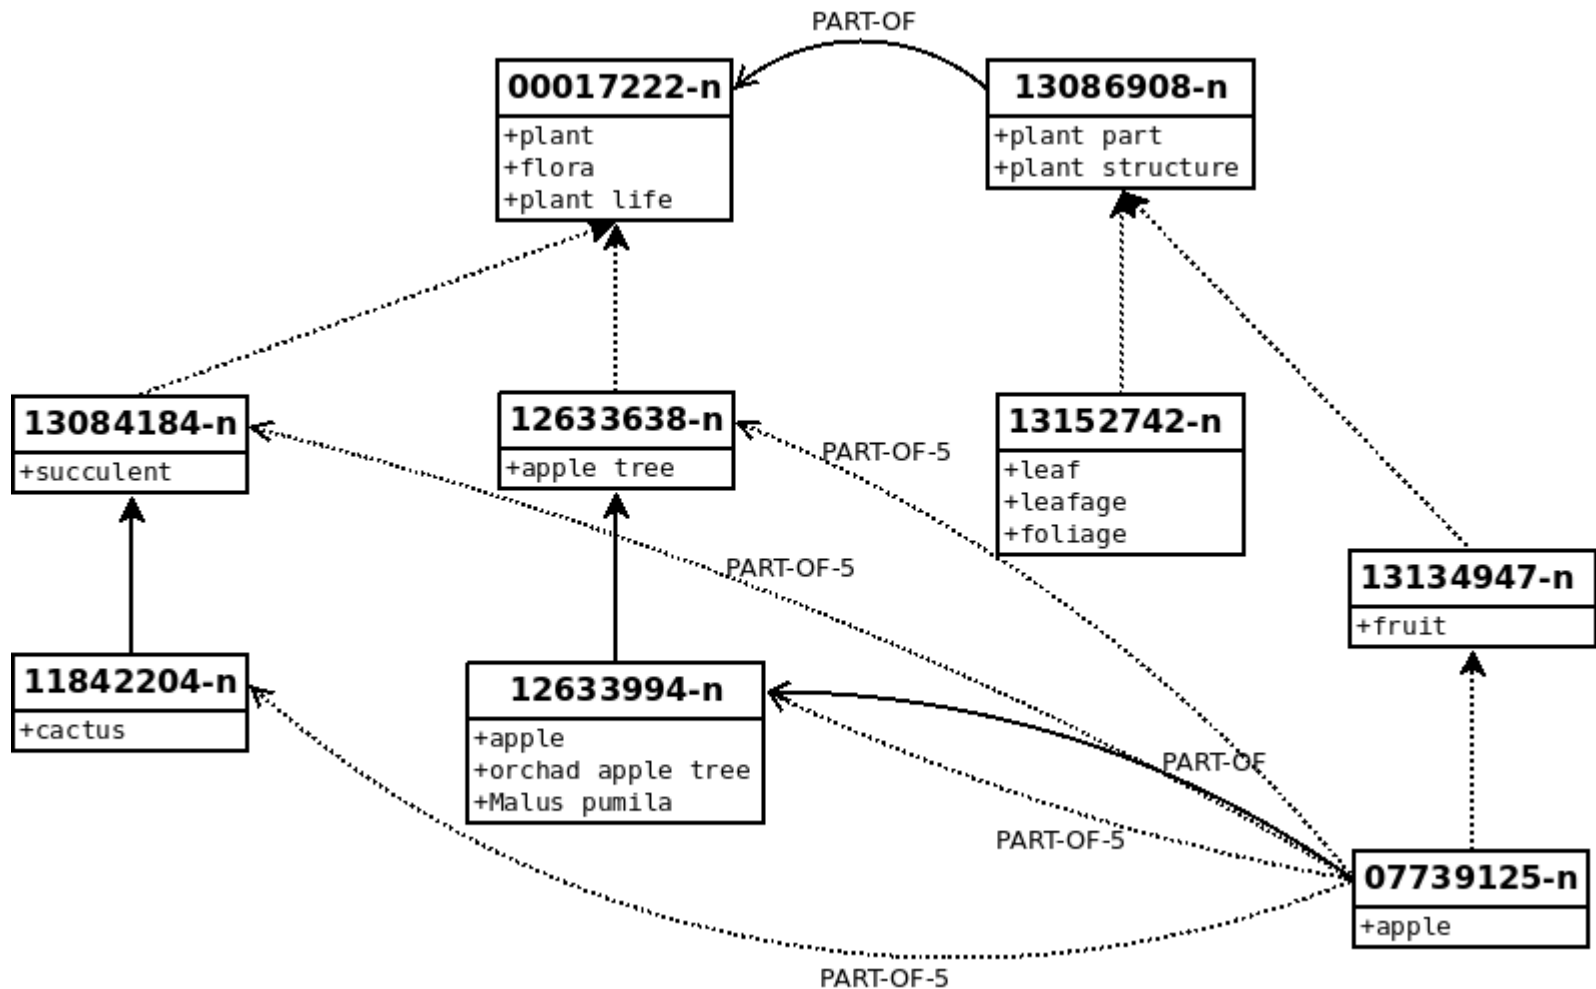 PART-OF
00017222-n
+plant
+flora
+plant life
13086908-n
+plant part
+plant structure
13084184-n
+succulent
12633638-n
+apple tree
PART-OF-5
13152742-n
+leaf
+leafage
+foliage
PART-OF-5
13134947-n
+fruit
11842204-n
+cactus
12633994-n
+apple
+orchad apple tree
+Malus pumila
PART-OF
PART-OF-5
07739125-n
+apple
PART-OF-5